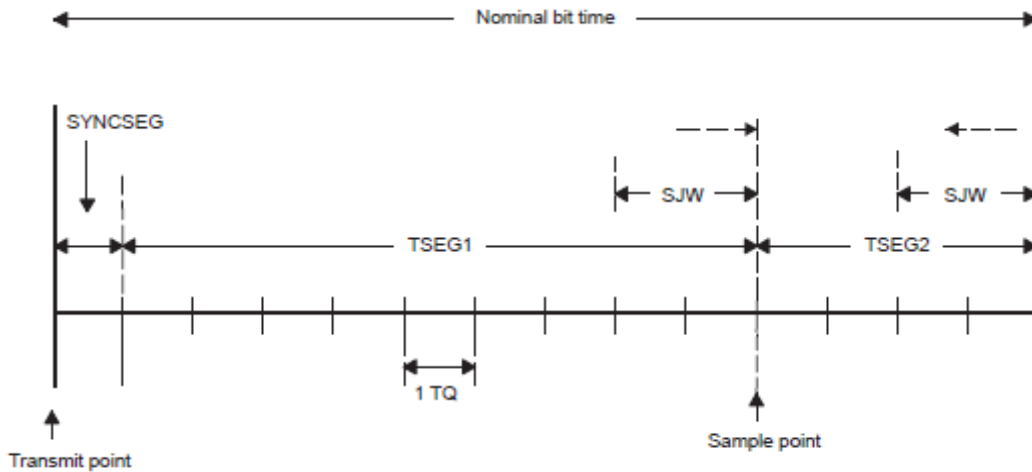 Nominal bit time
SYNCSEG
SJW
SJW
TSEG1
TSEG2
1 TQ
Sample point
Transmit point